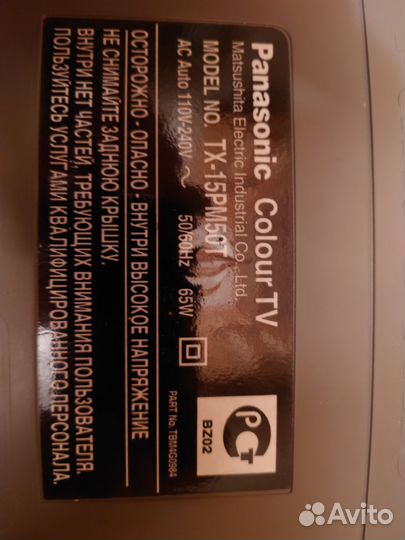 Panasonic Colour TV
Matsushita Electric Industrial Co., Ltd.
MODEL NO. TX-15PM50T
AC Auto 110V-240V ~ 50/60Hz 65W
ОСТОРОЖНО - ОПАСНО - ВНУТРИ ВЫСОКОЕ НАПРЯЖЕНИЕ
НЕ СНИМАЙТЕ ЗАДНЮЮ КРЫШКУ.
ВНУТРИ НЕТ ЧАСТЕЙ, ТРЕБУЮЩИХ ВНИМАНИЯ ПОЛЬЗОВАТЕЛЯ.
ПОЛЬЗУЙТЕСЬ УСЛУГАМИ КВАЛИФИЦИРОВАННОГО ПЕРСОНАЛА.
PART No. TBM4G0984
РСТ
BZ02
Avito